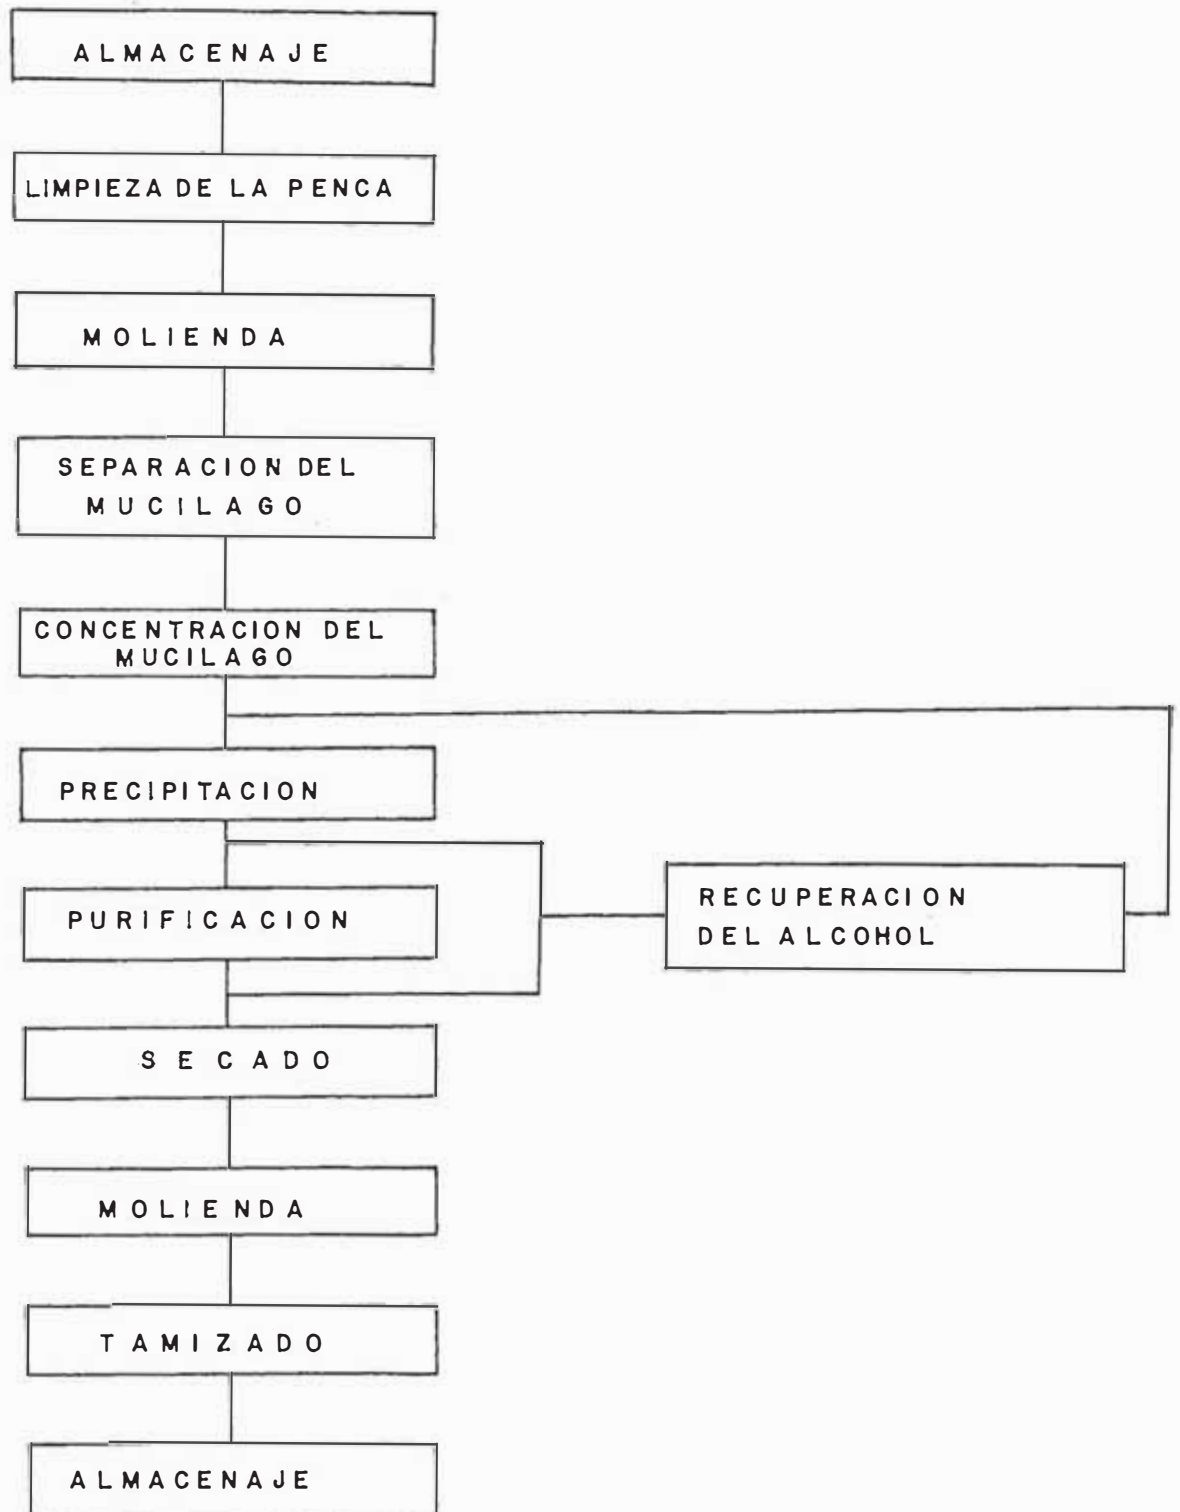 ALMACENAJE
LIMPIEZA DE LA PENCA
MOLIENDA
SEPARACION DEL
MUCILAGO
CONCENTRACION DEL
MUCILAGO
PRECIPITACION
PURIFICACION
RECUPERACION
DEL ALCOHOL
SECADO
MOLIENDA
TAMIZADO
ALMACENAJE